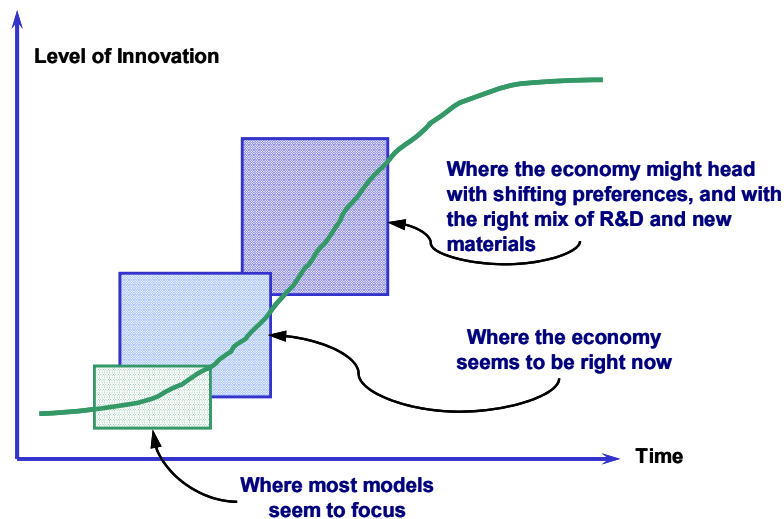 Level of Innovation
Where the economy might head
with shifting preferences, and with
the right mix of R&D and new
materials
Where the economy
seems to be right now
Time
Where most models
seem to focus